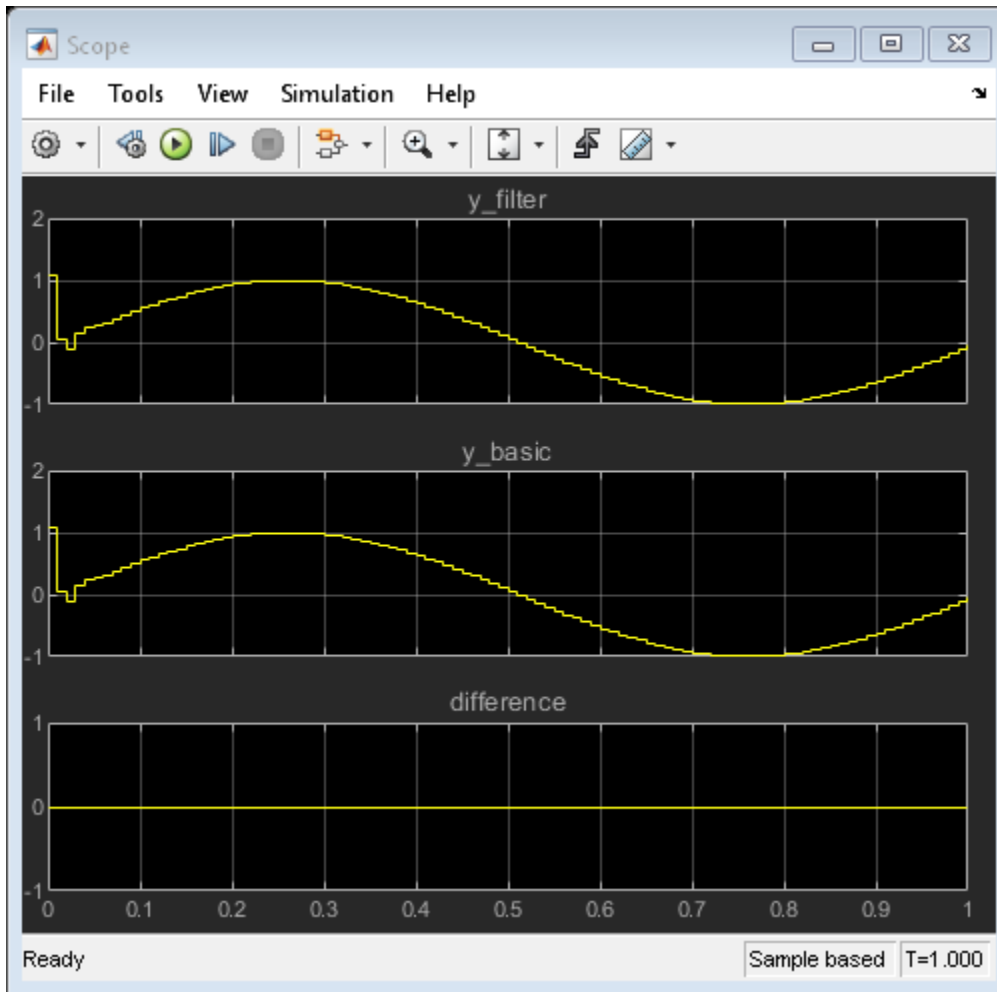 Scope
File Tools View Simulation Help
y_filter
2
1
0
-1
y_basic
2
1
0
-1
difference
1
0
-1
0 0.1 0.2 0.3 0.4 0.5 0.6 0.7 0.8 0.9 1
Ready Sample based T=1.000